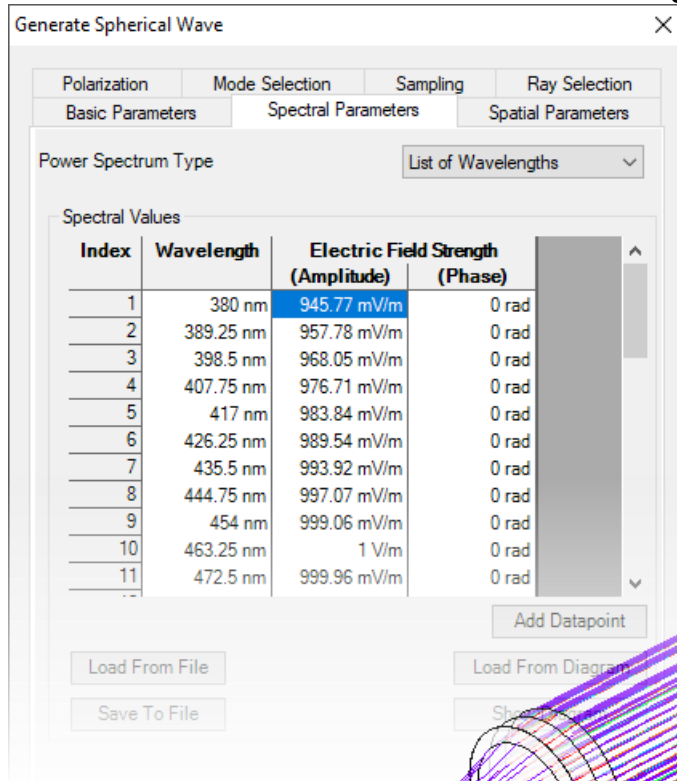 Generate Spherical Wave
Polarization Mode Selection Sampling Ray Selection
Basic Parameters Spectral Parameters Spatial Parameters
Power Spectrum Type List of Wavelengths
Spectral Values
Index Wavelength Electric Field Strength
(Amplitude) (Phase)
1 380 nm 945.77 mV/m 0 rad
2 389.25 nm 957.78 mV/m 0 rad
3 398.5 nm 968.05 mV/m 0 rad
4 407.75 nm 976.71 mV/m 0 rad
5 417 nm 983.84 mV/m 0 rad
6 426.25 nm 989.54 mV/m 0 rad
7 435.5 nm 993.92 mV/m 0 rad
8 444.75 nm 997.07 mV/m 0 rad
9 454 nm 999.06 mV/m 0 rad
10 463.25 nm 1 V/m 0 rad
11 472.5 nm 999.96 mV/m 0 rad
Add Datapoint
Load From File Load From Diagram
Save To File